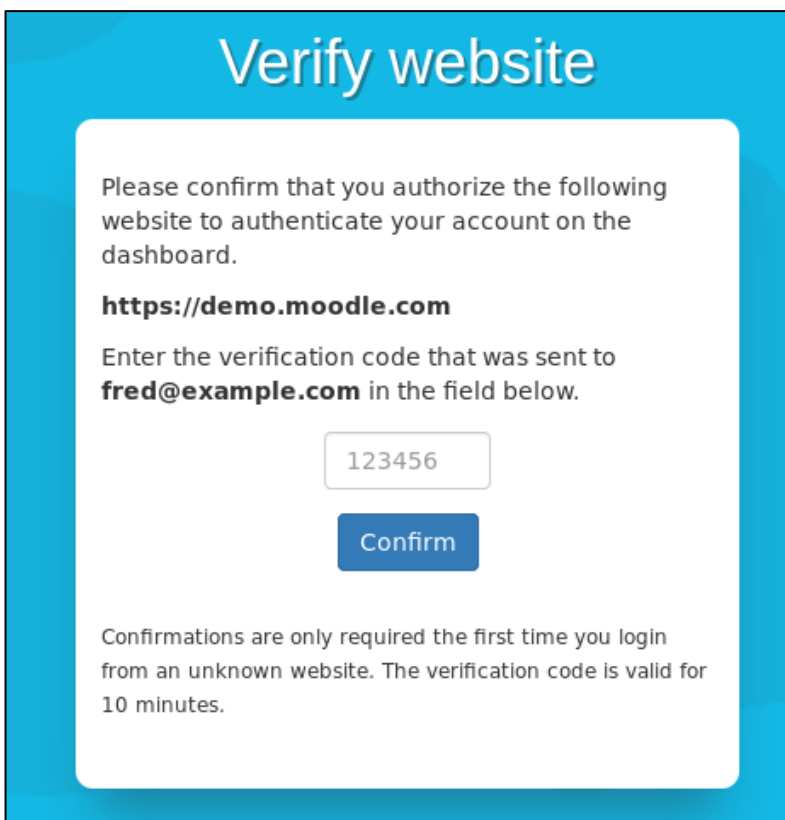 Verify website
Please confirm that you authorize the following
website to authenticate your account on the
dashboard.
https://demo.moodle.com
Enter the verification code that was sent to
fred@example.com in the field below.
123456
Confirm
Confirmations are only required the first time you login
from an unknown website. The verification code is valid for
10 minutes.